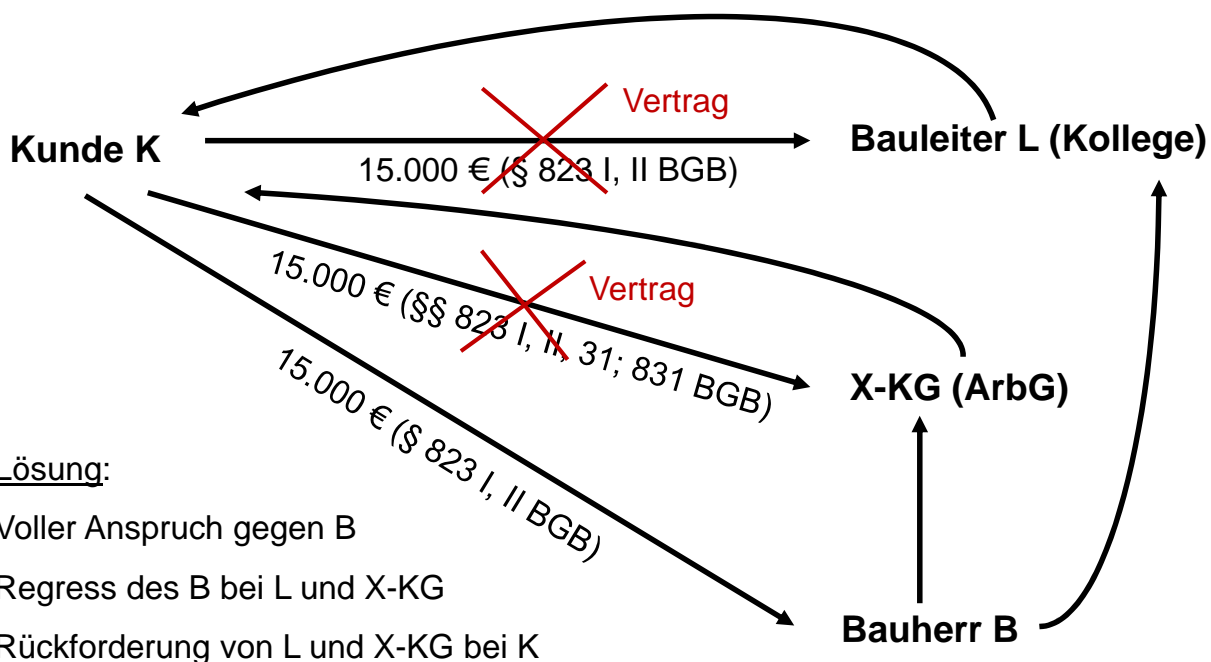 Vertrag
Kunde K
Bauleiter L (Kollege)
15.000 € (§ 823 I, II BGB)
15.000 € (§§ 823 I, II, 31; 831 BGB)
Vertrag
X-KG (ArbG)
15.000 € (§ 823 I, II BGB)
Lösung:
Voller Anspruch gegen B
Regress des B bei L und X-KG
Bauherr B
Rückforderung von L und X-KG bei K